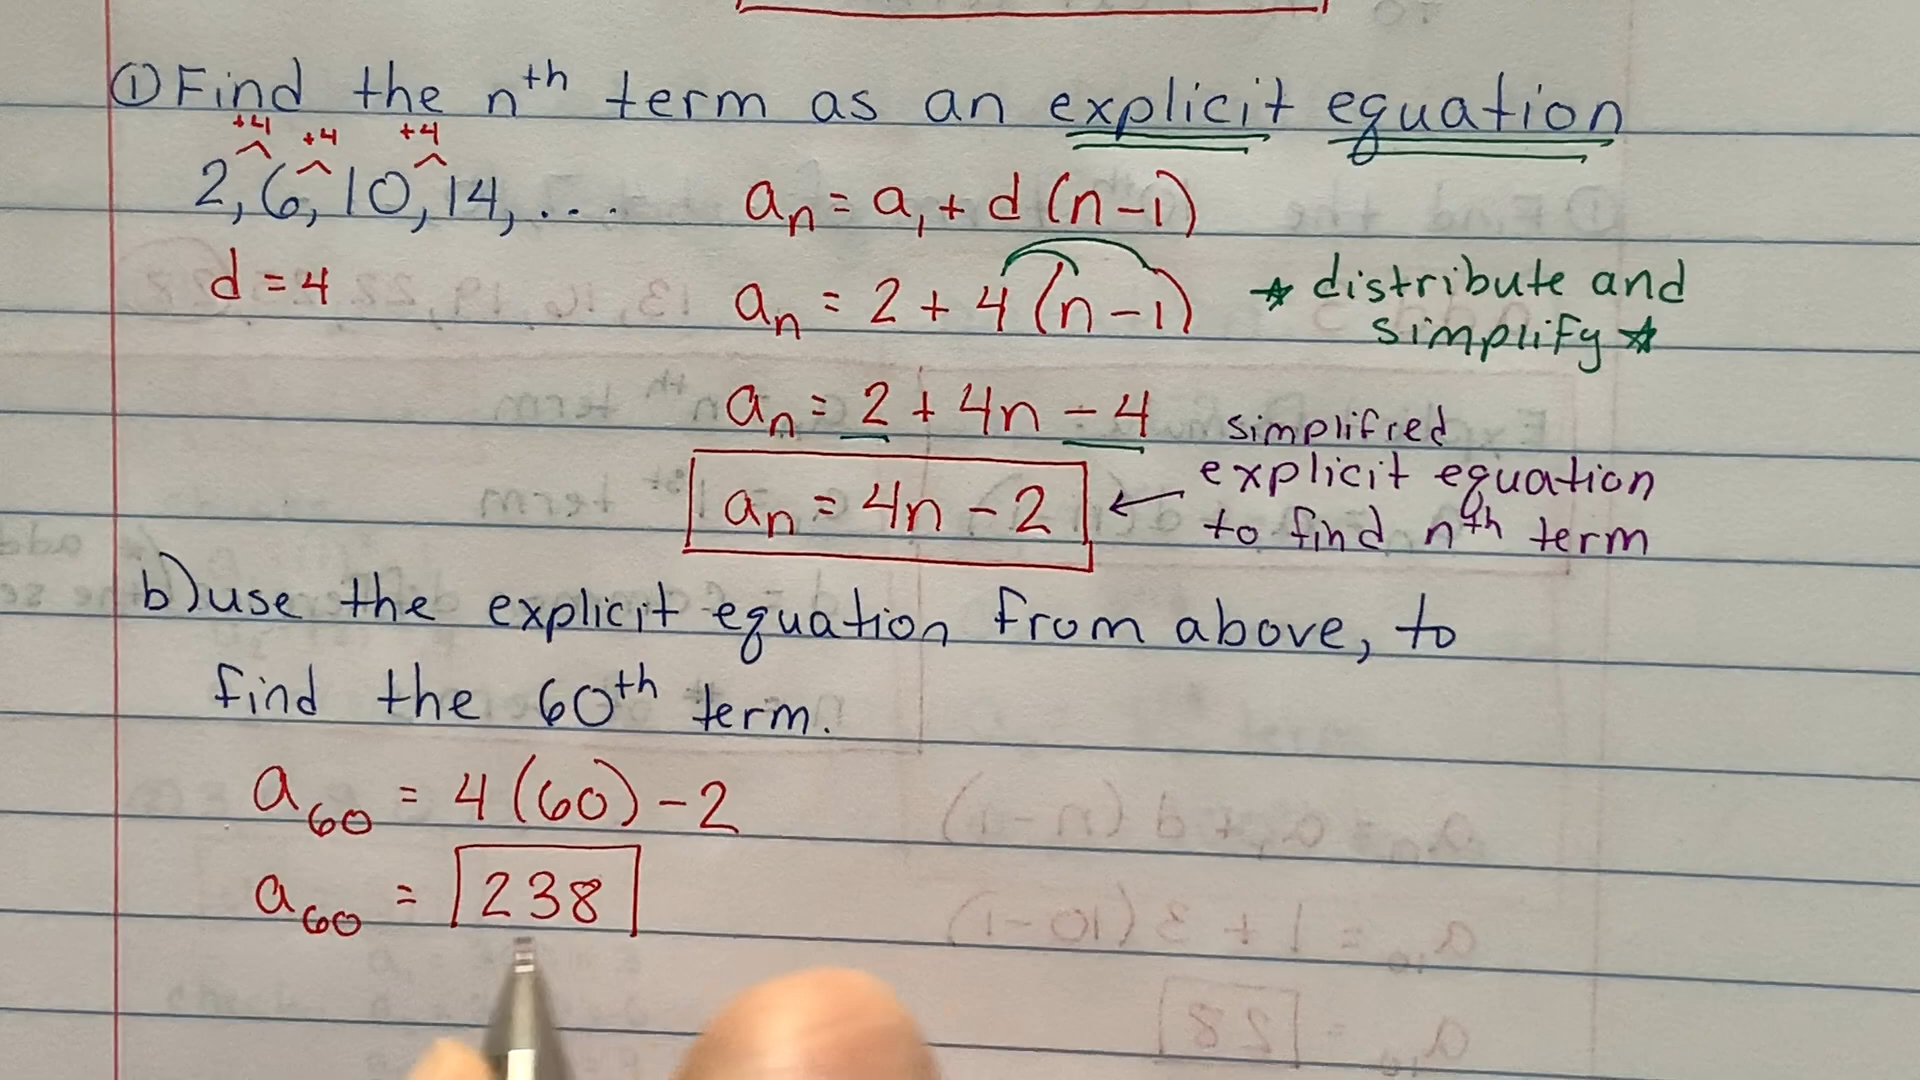 ① Find the nth term as an explicit equation
+4 +4 +4
2, 6, 10, 14, ...
aₙ = a₁ + d(n-1)
d = 4
aₙ = 2 + 4(n-1)
* distribute and
simplify *
aₙ = 2 + 4n - 4
simplified
explicit equation
to find nth term
aₙ = 4n - 2
b) use the explicit equation from above, to
find the 60th term.
a₆₀ = 4(60) - 2
a₆₀ = 238